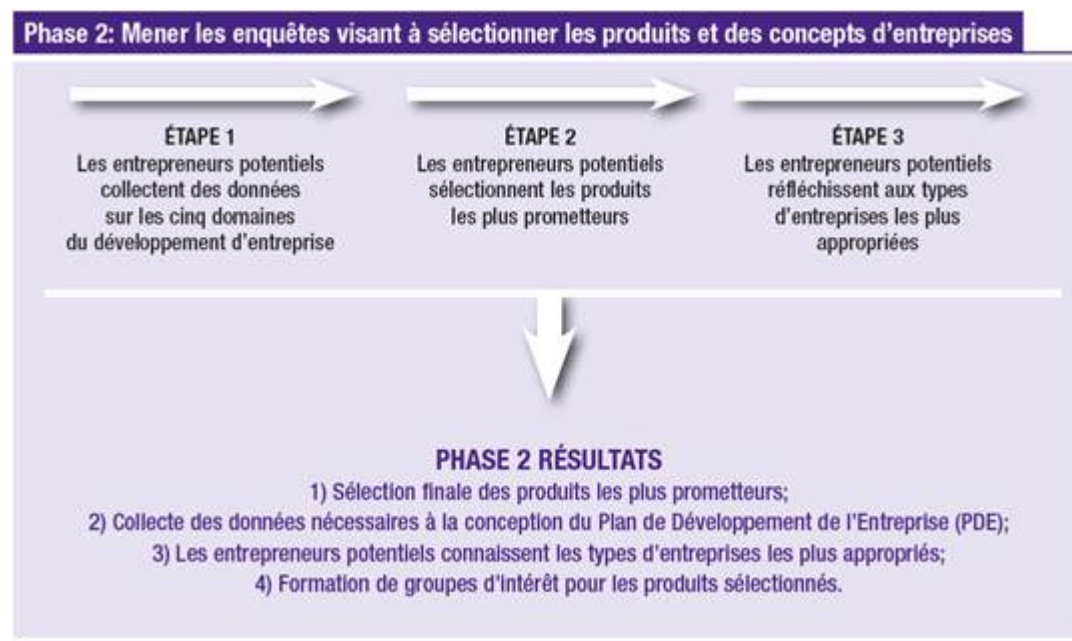 Phase 2: Mener les enquêtes visant à sélectionner les produits et des concepts d'entreprises
ÉTAPE 1
Les entrepreneurs potentiels
collectent des données
sur les cinq domaines
du développement d'entreprise
ÉTAPE 2
Les entrepreneurs potentiels
sélectionnent les produits
les plus prometteurs
ÉTAPE 3
Les entrepreneurs potentiels
réfléchissent aux types
d'entreprises les plus
appropriées
PHASE 2 RÉSULTATS
1) Sélection finale des produits les plus prometteurs;
2) Collecte des données nécessaires à la conception du Plan de Développement de l'Entreprise (PDE);
3) Les entrepreneurs potentiels connaissent les types d'entreprises les plus appropriés;
4) Formation de groupes d'intérêt pour les produits sélectionnés.